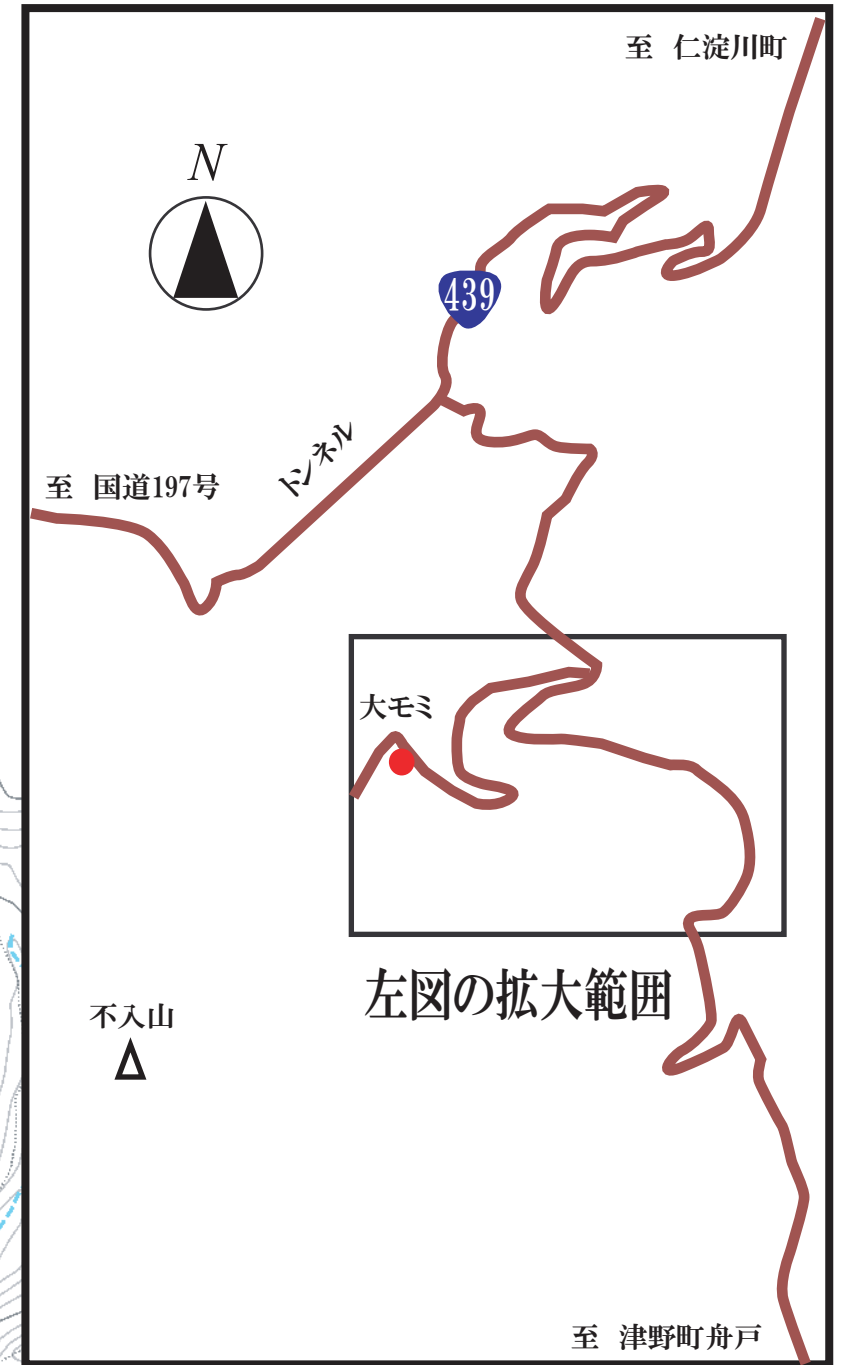 至 仁淀川町
N
439
トンネル
至 国道197号
大モミ
左図の拡大範囲
不入山
至 津野町舟戸